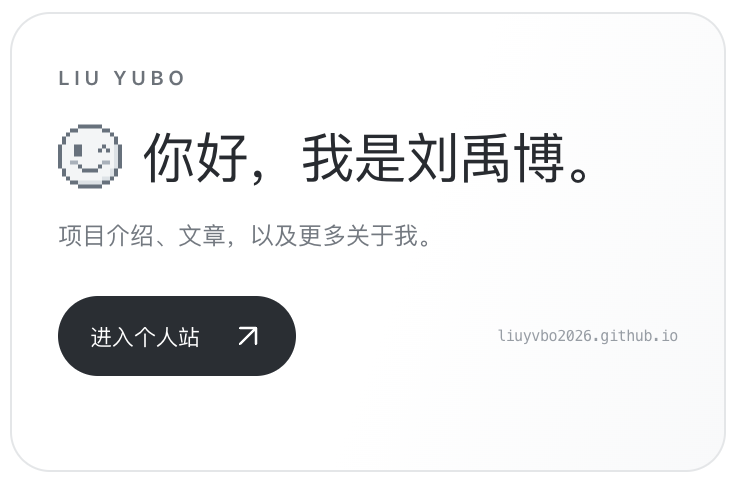 LIU YUBO
你好，我是刘禹博。
项目介绍、文章，以及更多关于我。
进入个人站
liuyvbo2026.github.io